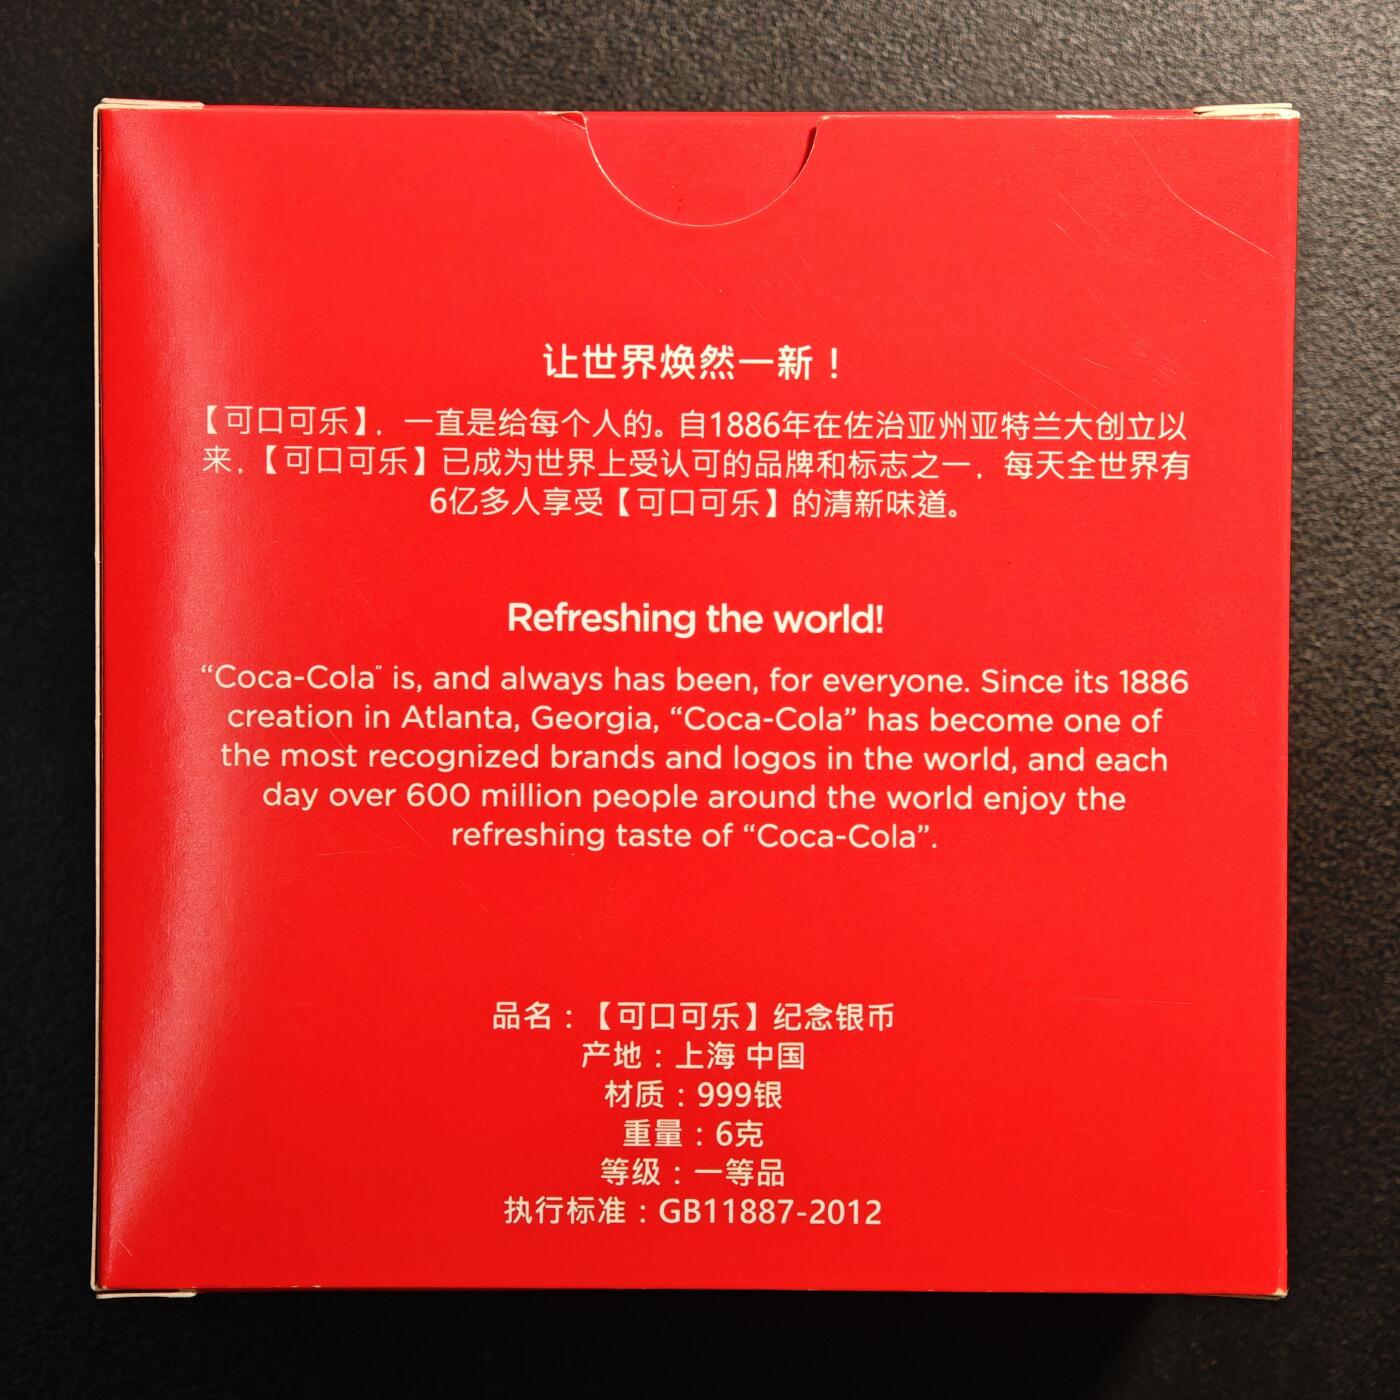 让世界焕然一新！
【可口可乐】，一直是给每个人的。自1886年在佐治亚州亚特兰大创立以
来，【可口可乐】已成为世界上受认可的品牌和标志之一，每天全世界有
6亿多人享受【可口可乐】的清新味道。
Refreshing the world!
“Coca-Cola” is, and always has been, for everyone. Since its 1886
creation in Atlanta, Georgia, “Coca-Cola” has become one of
the most recognized brands and logos in the world, and each
day over 600 million people around the world enjoy the
refreshing taste of “Coca-Cola”.
品名：【可口可乐】纪念银币
产地：上海 中国
材质：999银
重量：6克
等级：一等品
执行标准：GB11887-2012